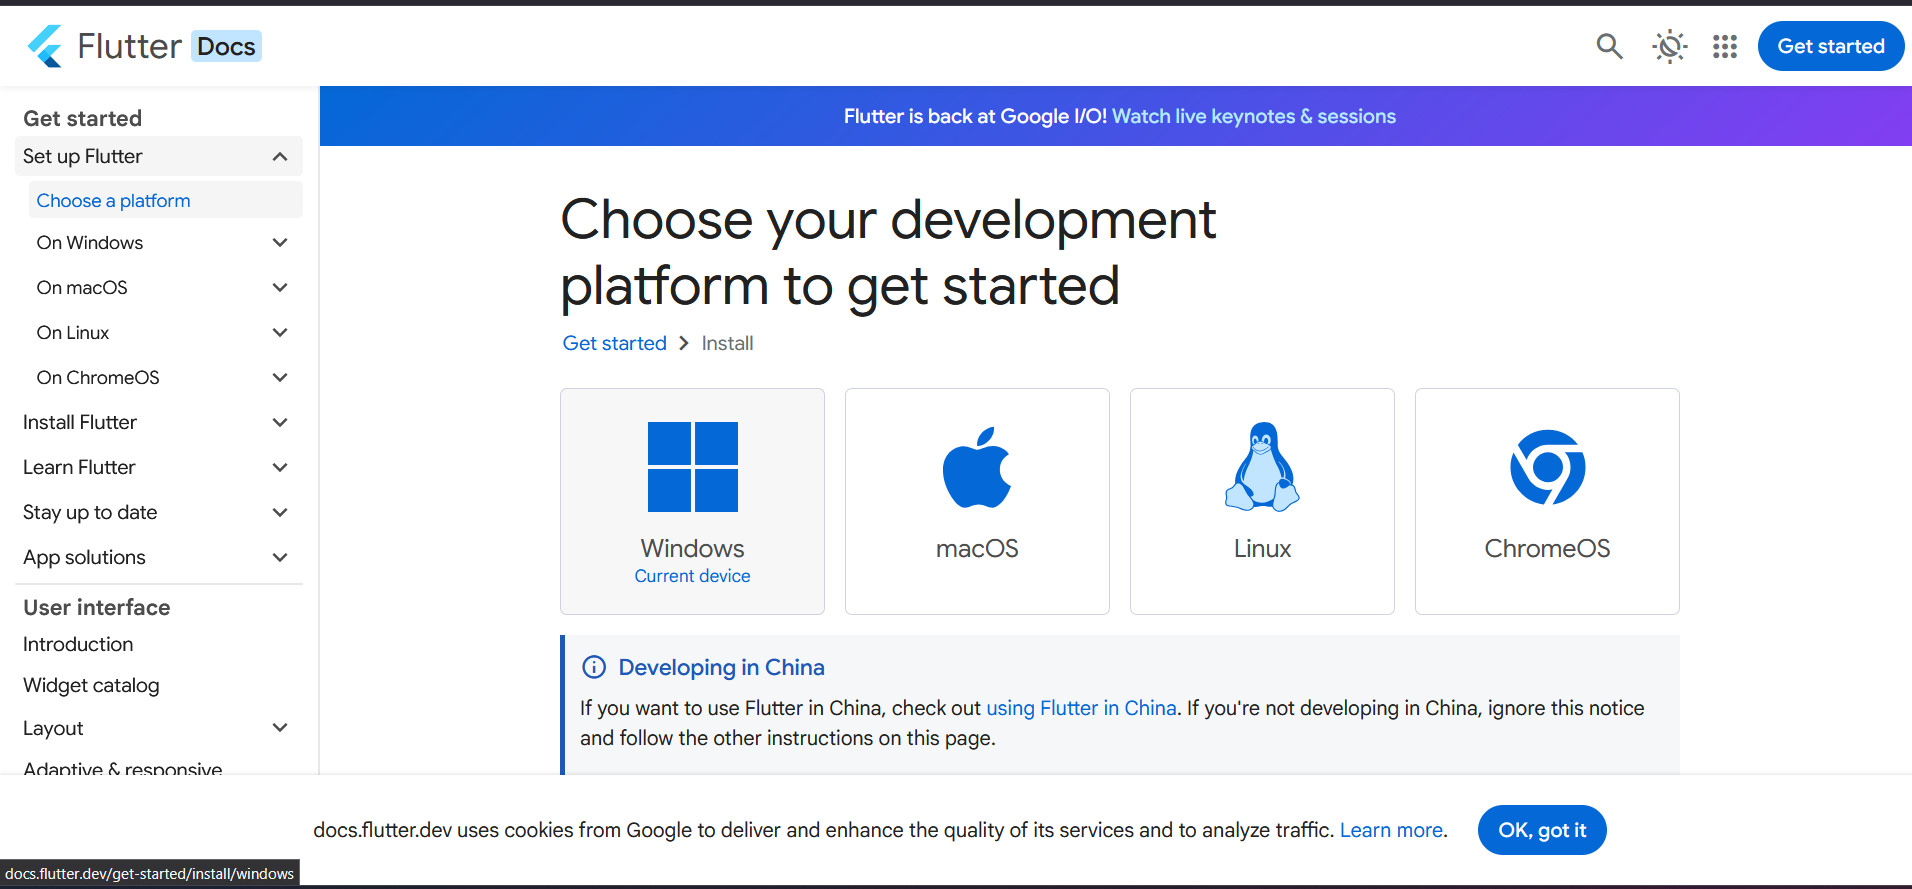 Flutter Docs
Get started
Get started
Set up Flutter
Choose a platform
On Windows
On macOS
On Linux
On ChromeOS
Install Flutter
Learn Flutter
Stay up to date
App solutions
User interface
Introduction
Widget catalog
Layout
Adaptive & responsive
Flutter is back at Google I/O! Watch live keynotes & sessions
Choose your development
platform to get started
Get started > Install
Windows
Current device
macOS
Linux
ChromeOS
Developing in China
If you want to use Flutter in China, check out using Flutter in China. If you're not developing in China, ignore this notice
and follow the other instructions on this page.
docs.flutter.dev uses cookies from Google to deliver and enhance the quality of its services and to analyze traffic. Learn more.
OK, got it
docs.flutter.dev/get-started/install/windows